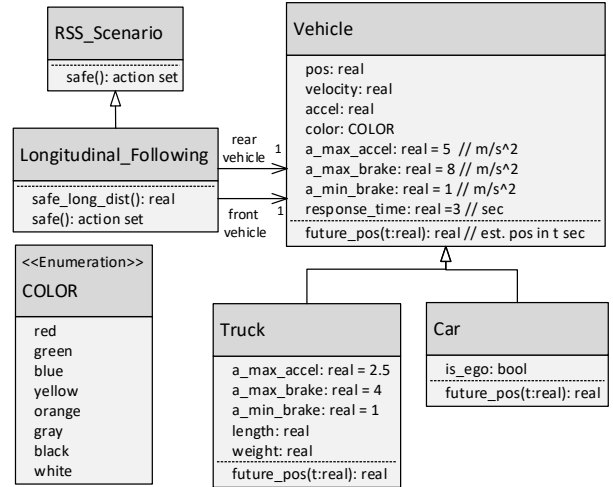 RSS_Scenario
safe(): action set
Longitudinal_Following
safe_long_dist(): real
safe(): action set
rear
vehicle
1
front
vehicle
1
Vehicle
pos: real
velocity: real
accel: real
color: COLOR
a_max_accel: real = 5 // m/s^2
a_max_brake: real = 8 // m/s^2
a_min_brake: real = 1 // m/s^2
response_time: real =3 // sec
future_pos(t:real): real // est. pos in t sec
<<Enumeration>>
COLOR
red
green
blue
yellow
orange
gray
black
white
Truck
a_max_accel: real = 2.5
a_max_brake: real = 4
a_min_brake: real = 1
length: real
weight: real
future_pos(t:real): real
Car
is_ego: bool
future_pos(t:real): real